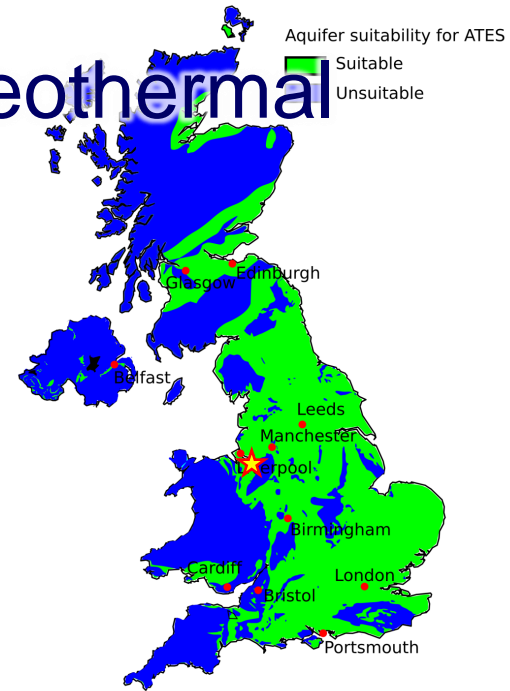 Aquifer suitability for ATES
Suitable
eothermal
Unsuitable
Edinburgh
Glasgow
Belfast
Leeds
Manchester
erpool
Birmingham
Cardiff
London
Bristol
Portsmouth